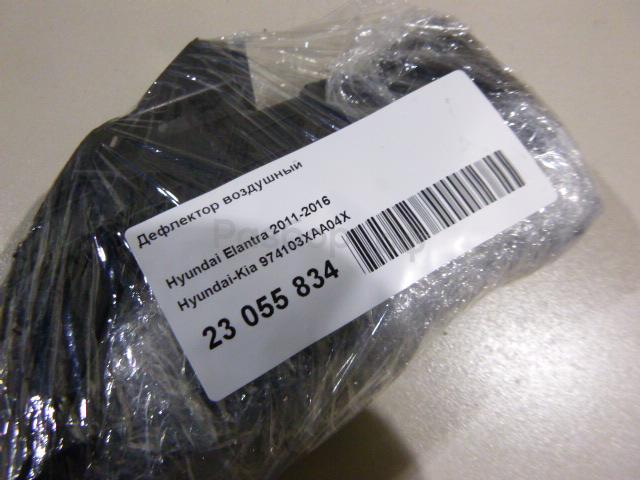 Дефлектор воздушный
Hyundai Elantra 2011-2016
Hyundai-Kia 974103XAA04X
23 055 834